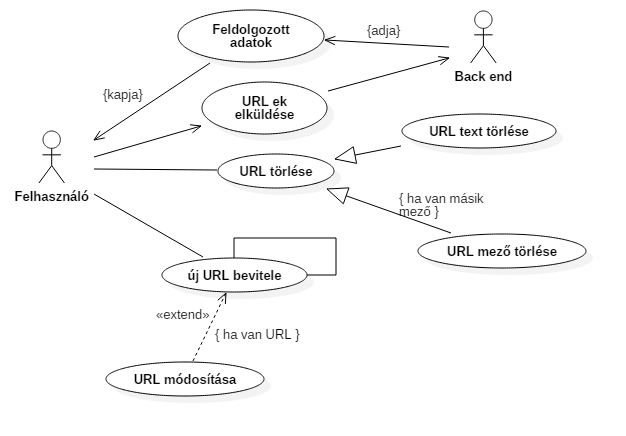 Feldolgozott
adatok
{adja}
Back end
{kapja}
URL ek
elküldése
URL text törlése
Felhasználó
URL törlése
{ ha van másik
mező }
URL mező törlése
új URL bevitele
«extend»
{ ha van URL }
URL módosítása